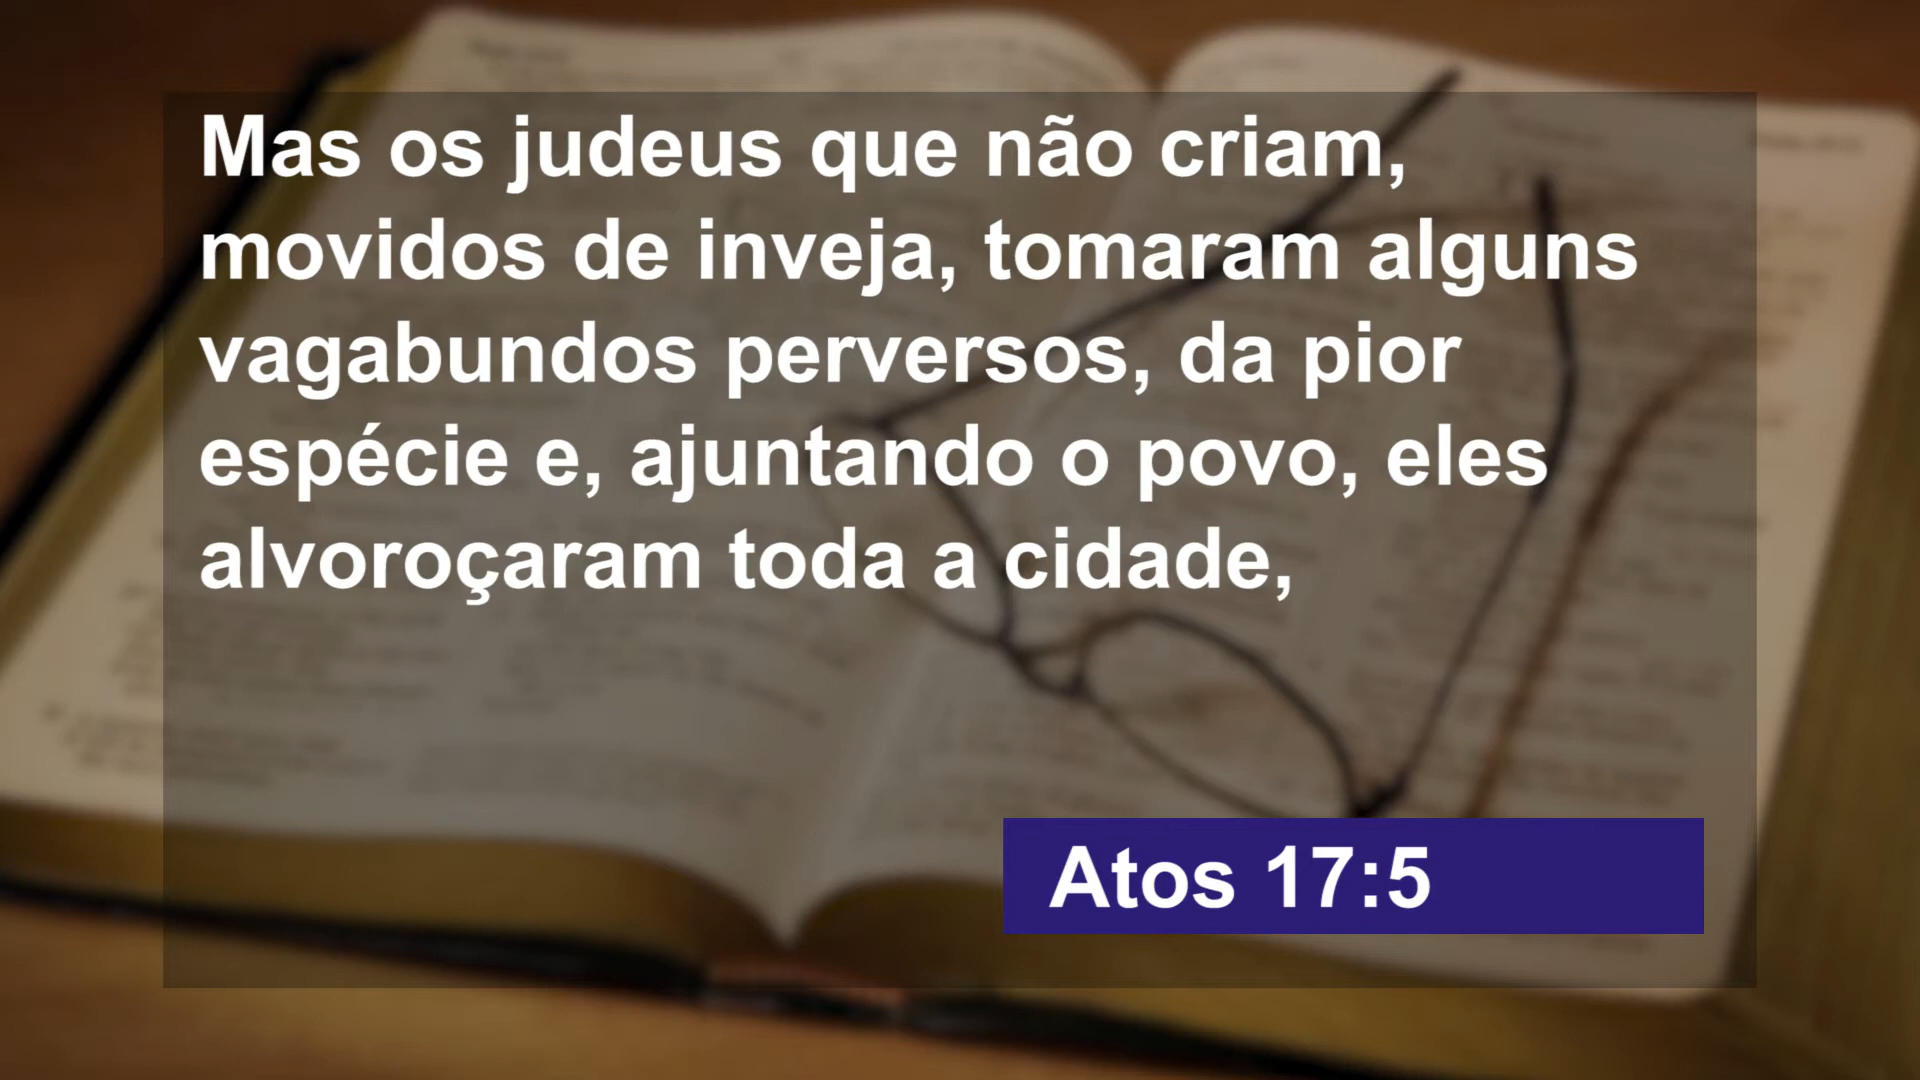 Mas os judeus que não criam,
movidos de inveja, tomaram alguns
vagabundos perversos, da pior
espécie e, ajuntando o povo, eles
alvoroçaram toda a cidade,
Atos 17:5